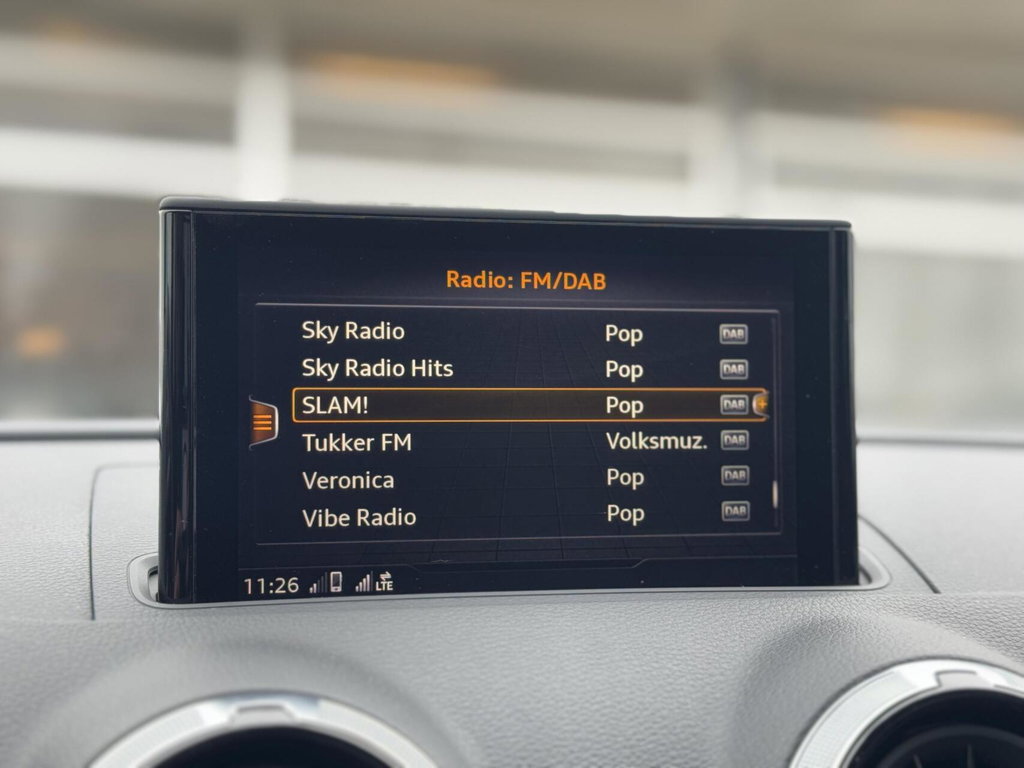 Radio: FM/DAB
Sky Radio Pop DAB
Sky Radio Hits Pop DAB
SLAM! Pop DAB
Tukker FM Volksmuz. DAB
Veronica Pop DAB
Vibe Radio Pop DAB
11:26 LTE